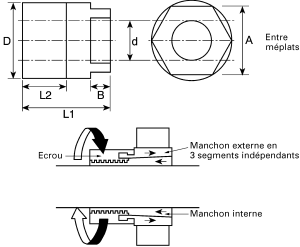 D
d
A
Entre
méplats
L2
B
L1
Ecrou
Manchon externe en
3 segments indépendants
Manchon interne